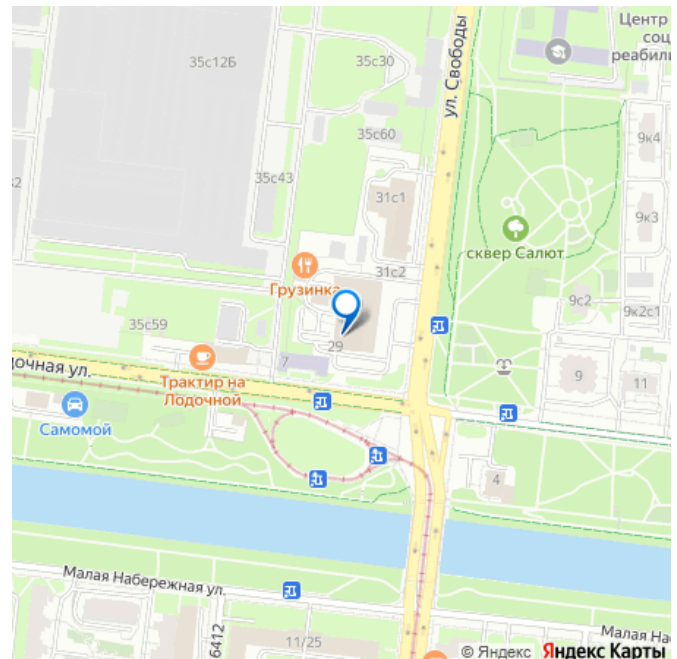 Центр
соц
реабил
35с12Б
35с30
ул. Свободы
35с60
9к4
35с43
31с1
9к3
сквер Салют
31с2
Грузинка
9с2
9к2с1
35с59
29
7
дочная ул.
Трактир на
Лодочной
9
11
Самомой
4
Малая Набережная ул.
6412
11/25
Малая На
© Яндекс Яндекс Карты